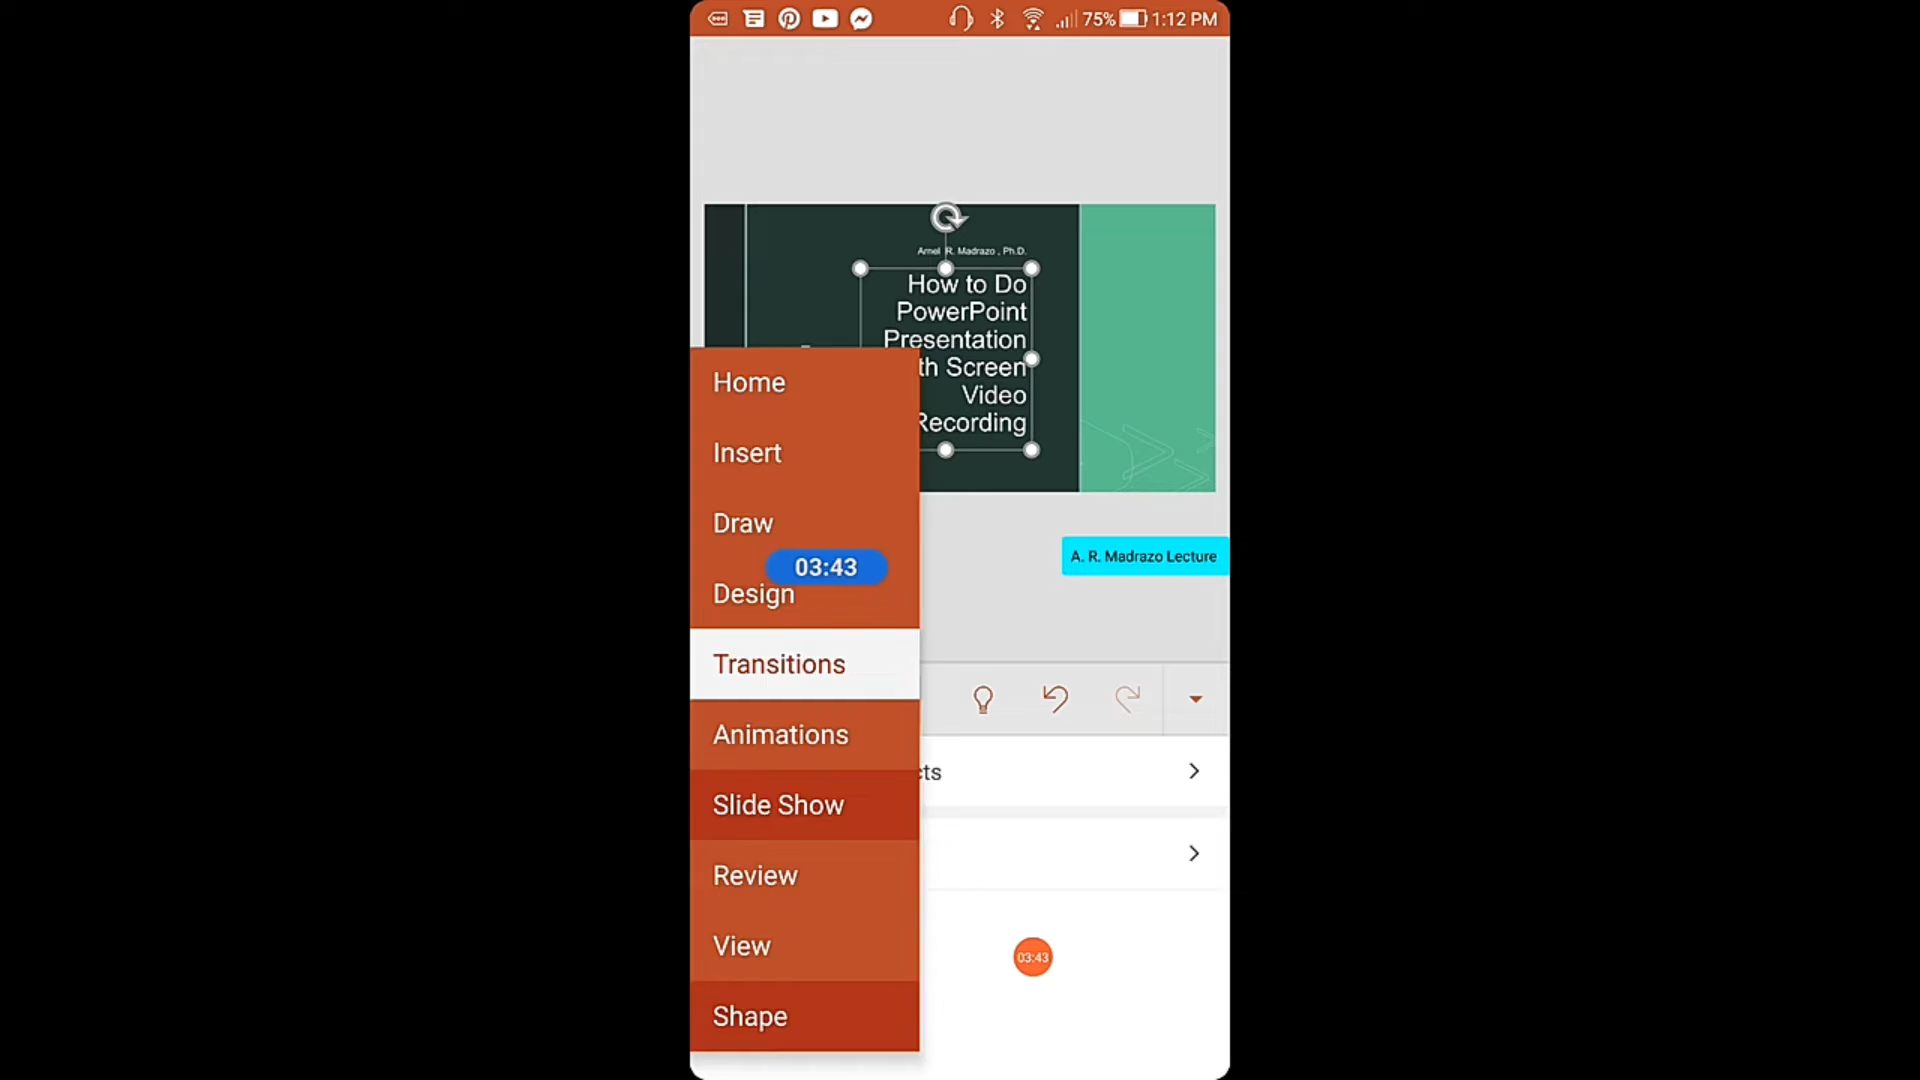 75% 1:12 PM
Arnel R. Madrazo , Ph.D.
How to Do
PowerPoint
Presentation
th Screen
Video
Recording
Home
Insert
Draw
03:43
Design
A. R. Madrazo Lecture
Transitions
Animations
cts
Slide Show
Review
View
03:43
Shape